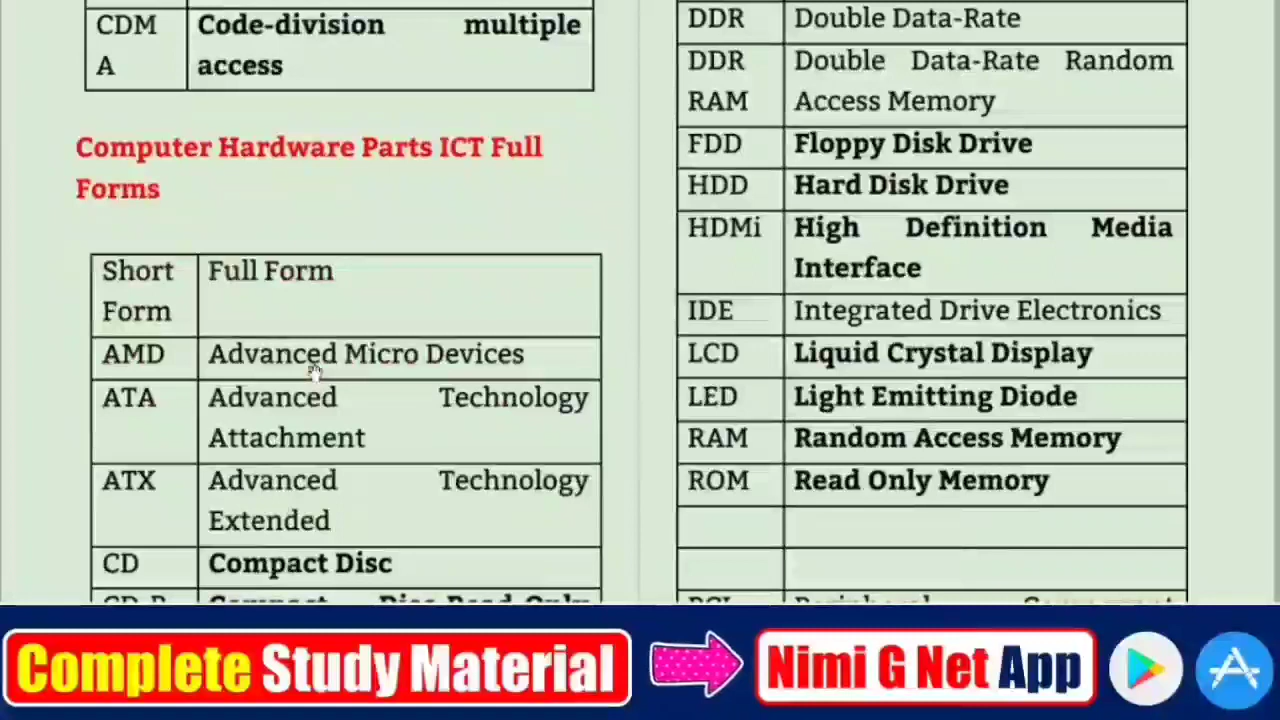 CDM Code-division multiple
A access
Computer Hardware Parts ICT Full
Forms
Short Full Form
Form
AMD Advanced Micro Devices
ATA Advanced Technology
Attachment
ATX Advanced Technology
Extended
CD Compact Disc
DDR Double Data-Rate
DDR Double Data-Rate Random
RAM Access Memory
FDD Floppy Disk Drive
HDD Hard Disk Drive
HDMi High Definition Media
Interface
IDE Integrated Drive Electronics
LCD Liquid Crystal Display
LED Light Emitting Diode
RAM Random Access Memory
ROM Read Only Memory
Complete Study Material
Nimi G Net App